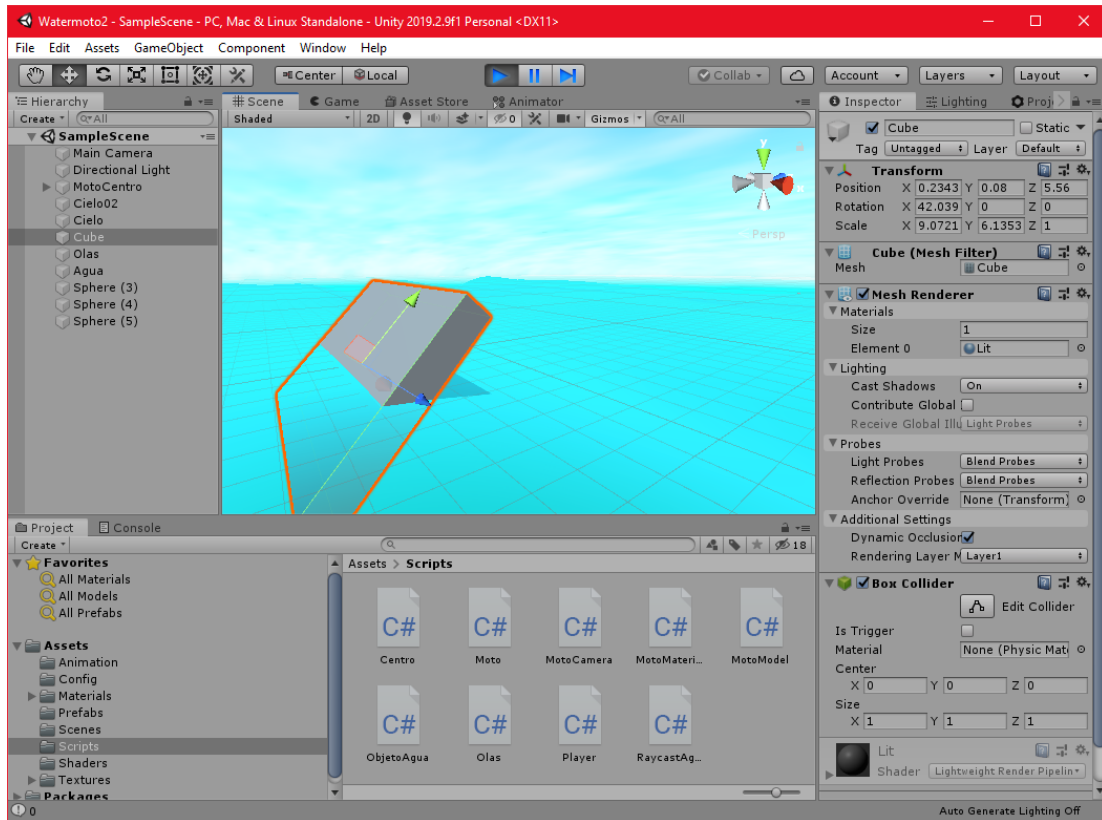 Watermoto2 - SampleScene - PC, Mac & Linux Standalone - Unity 2019.2.9f1 Personal <DX11>
File Edit Assets GameObject Component Window Help
Center Local Collab Account Layers Layout
Hierarchy
Create All
SampleScene
Main Camera
Directional Light
MotoCentro
Cielo02
Cielo
Cube
Olas
Agua
Sphere (3)
Sphere (4)
Sphere (5)
Scene Game Asset Store Animator
Shaded 2D 0 Gizmos All
y
x
Persp
Inspector Lighting Proj
Cube Static
Tag Untagged Layer Default
Transform
Position X 0.2343 Y 0.08 Z 5.56
Rotation X 42.039 Y 0 Z 0
Scale X 9.0721 Y 6.1353 Z 1
Cube (Mesh Filter)
Mesh Cube
Mesh Renderer
Materials
Size 1
Element 0 Lit
Lighting
Cast Shadows On
Contribute Global
Receive Global Illu Light Probes
Probes
Light Probes Blend Probes
Reflection Probes Blend Probes
Anchor Override None (Transform)
Additional Settings
Dynamic Occlusion
Rendering Layer M Layer1
Box Collider
Edit Collider
Is Trigger
Material None (Physic Mat
Center
X 0 Y 0 Z 0
Size
X 1 Y 1 Z 1
Lit
Shader Lightweight Render Pipelin
Project Console
Create 18
Favorites
All Materials
All Models
All Prefabs
Assets
Animation
Config
Materials
Prefabs
Scenes
Scripts
Shaders
Textures
Packages
Assets > Scripts
C# C# C# C# C#
Centro Moto MotoCamera MotoMateri... MotoModel
C# C# C# C#
ObjetoAgua Olas Player RaycastAg...
0
Auto Generate Lighting Off